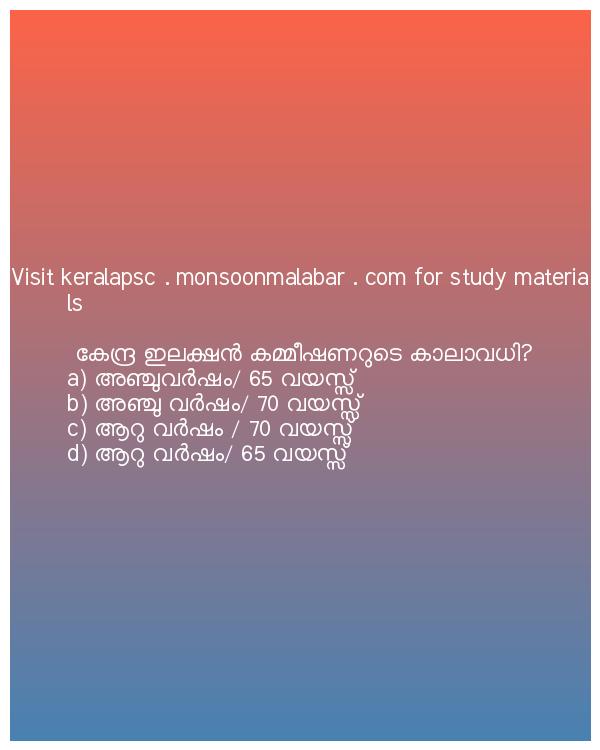 Visit keralapsc . monsoonmalabar . com for study materia
ls
കേന്ദ്ര ഇലക്ഷൻ കമ്മീഷണറുടെ കാലാവധി?
a) അഞ്ചുവർഷം/ 65 വയസ്സ്
b) അഞ്ചു വർഷം/ 70 വയസ്സ്
c) ആറു വർഷം / 70 വയസ്സ്
d) ആറു വർഷം/ 65 വയസ്സ്